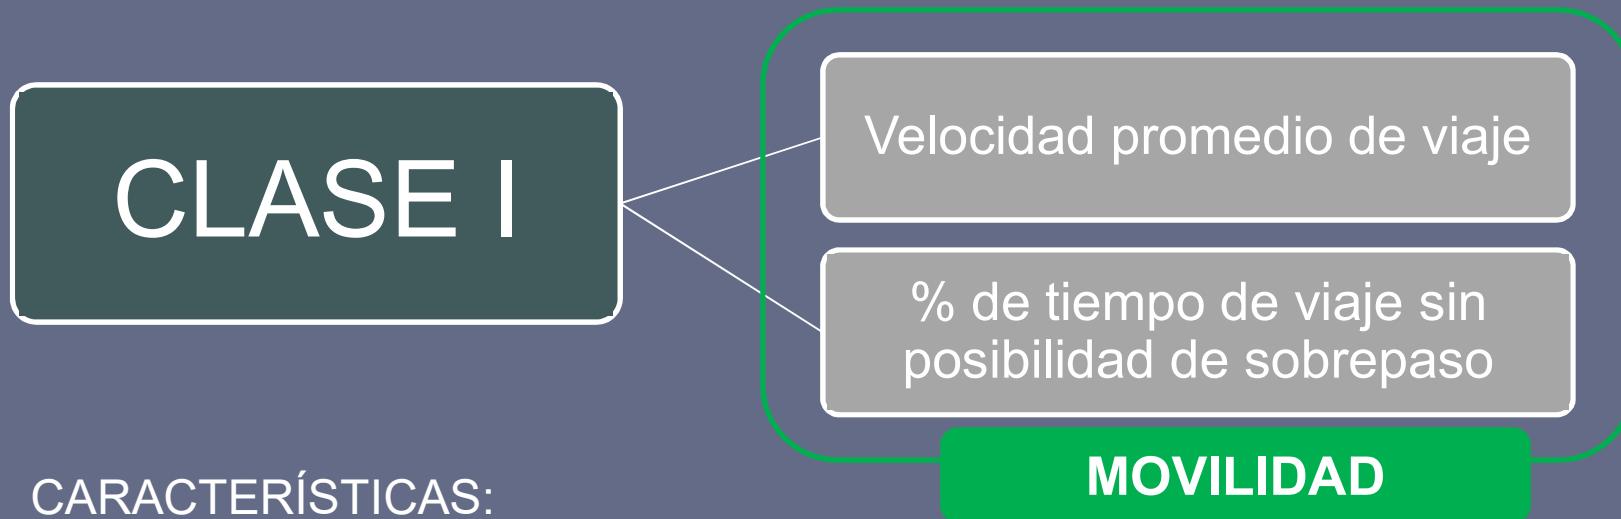 CLASE I
Velocidad promedio de viaje
% de tiempo de viaje sin
posibilidad de sobrepaso
MOVILIDAD
CARACTERÍSTICAS: